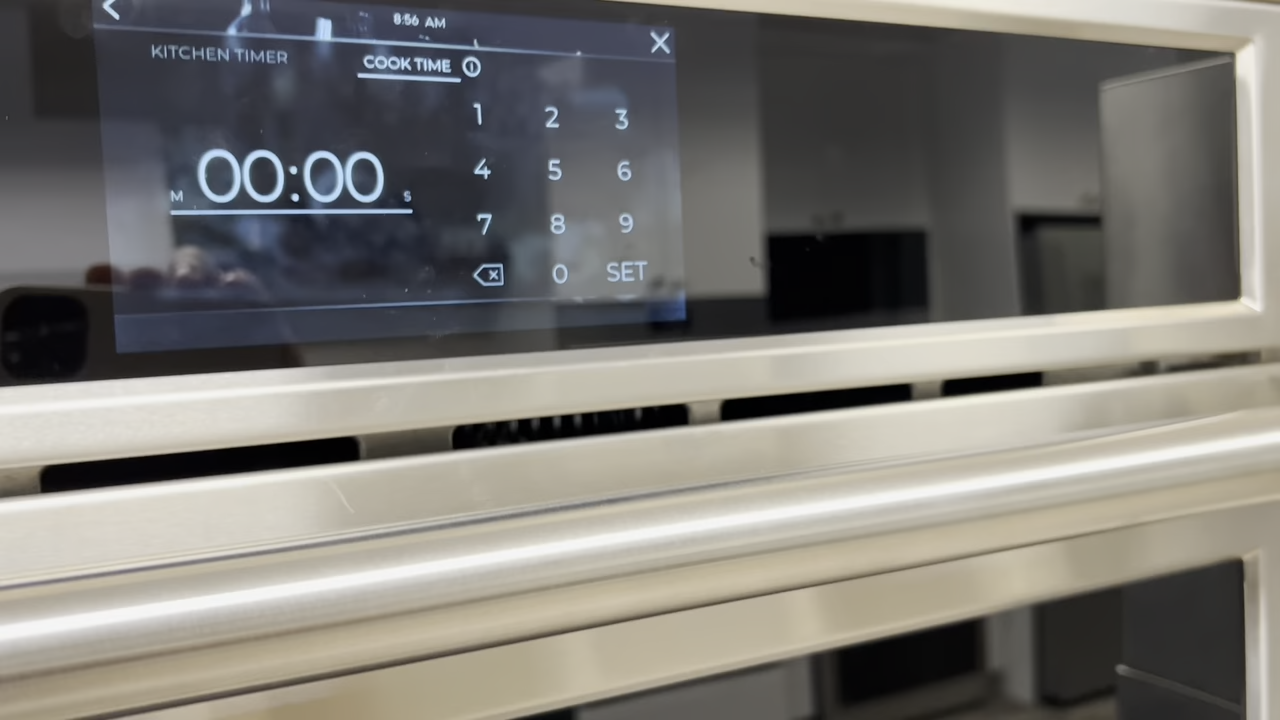 8:56 AM
KITCHEN TIMER
COOK TIME
M 00:00 S
1 2 3
4 5 6
7 8 9
0 SET